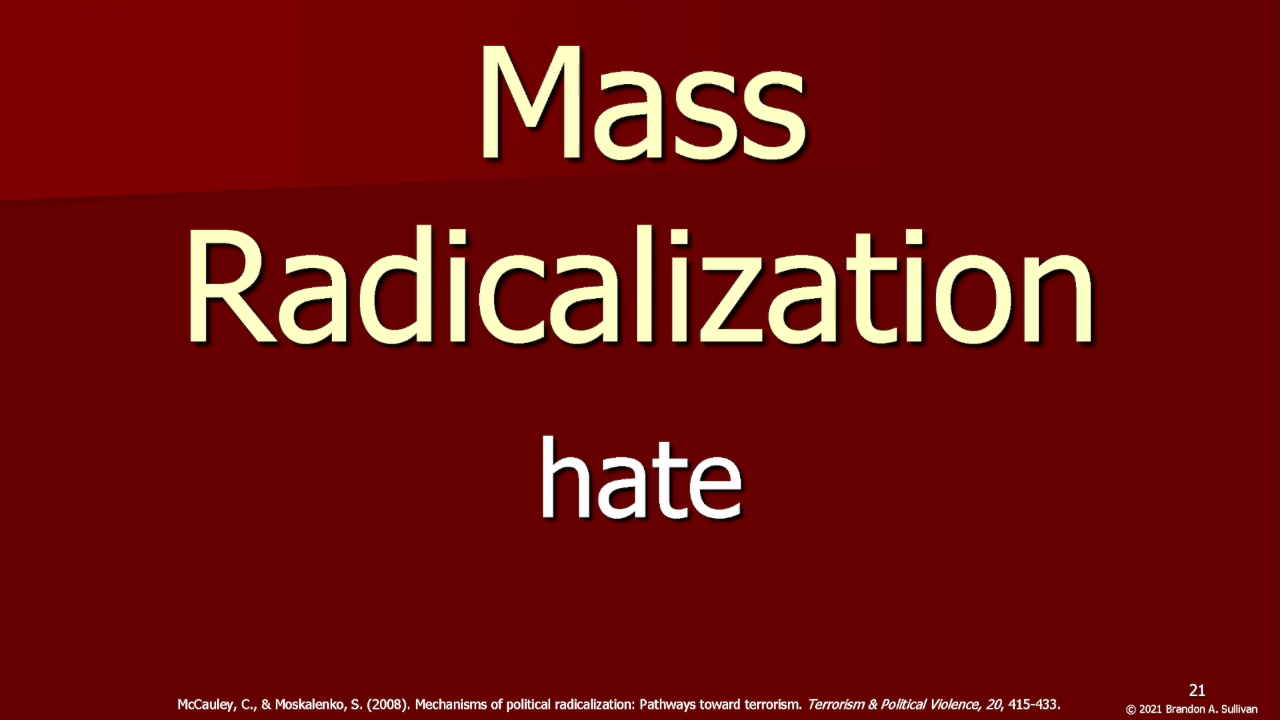 Mass
Radicalization
hate
21
McCauley, C., & Moskalenko, S. (2008). Mechanisms of political radicalization: Pathways toward terrorism. Terrorism & Political Violence, 20, 415-433.
© 2021 Brandon A. Sullivan